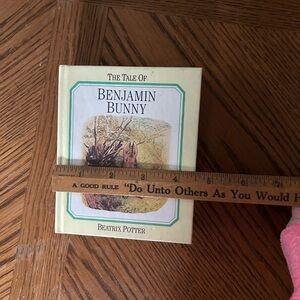 THE TALE OF
BENJAMIN
BUNNY
A GOOD RULE "Do Unto Others As You Would H
BEATRIX POTTER